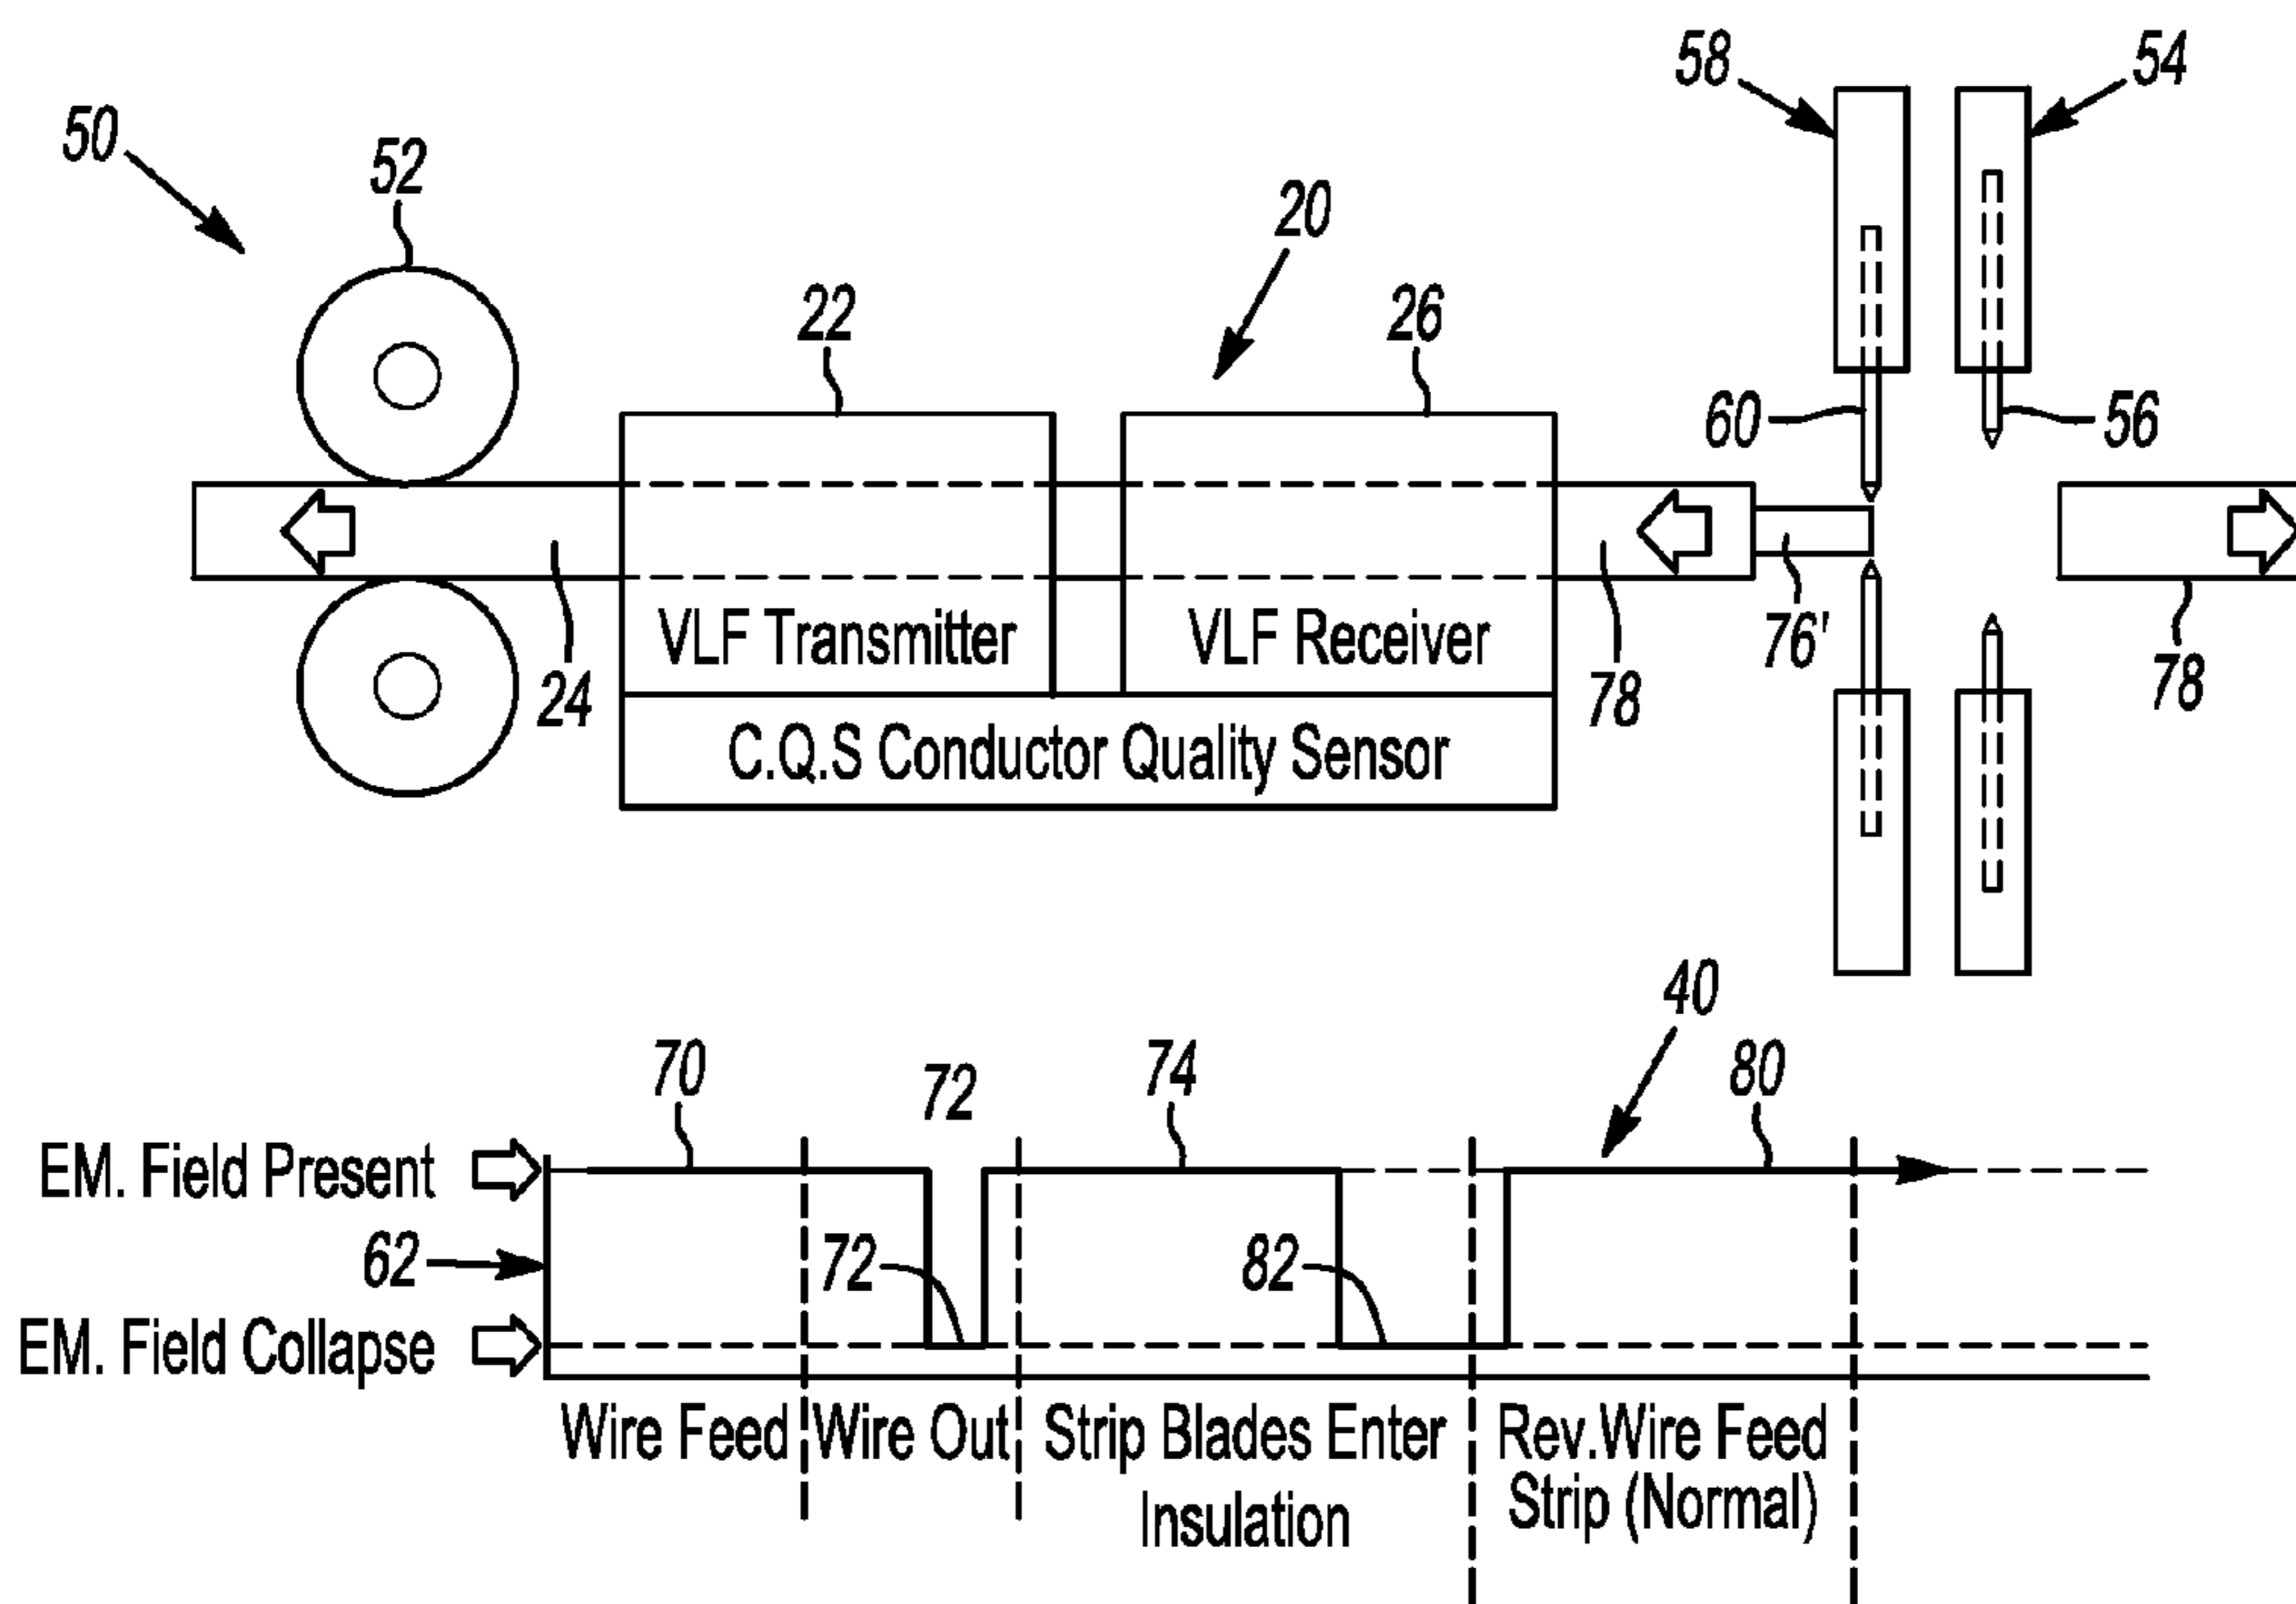 58
54
50
52
20
22
26
60
56
VLF Transmitter
VLF Receiver
76'
24
78
78
C.Q.S Conductor Quality Sensor
40
70
72
74
80
EM. Field Present
62
72
82
EM. Field Collapse
Wire Feed
Wire Out
Strip Blades Enter
Insulation
Rev.Wire Feed
Strip (Normal)